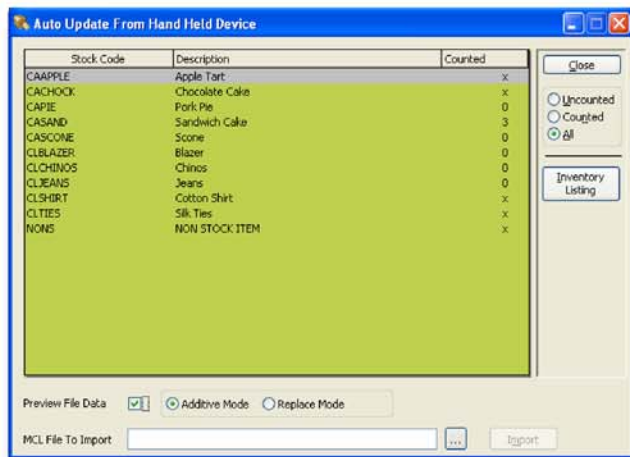 Auto Update From Hand Held Device
Stock Code Description Counted
CAAPPLE Apple Tart x
CACHOCK Chocolate Cake x
CAPIE Pork Pie 0
CASAND Sandwich Cake 3
CASCONE Scone 0
CLBLAZER Blazer 0
CLCHINOS Chinos 0
CLJEANS Jeans 0
CLSHIRT Cotton Shirt x
CLTIES Silk Ties x
NONS NON STOCK ITEM x
Close
Uncounted
Counted
All
Inventory
Listing
Preview File Data Additive Mode Replace Mode
MCL File To Import ... Import